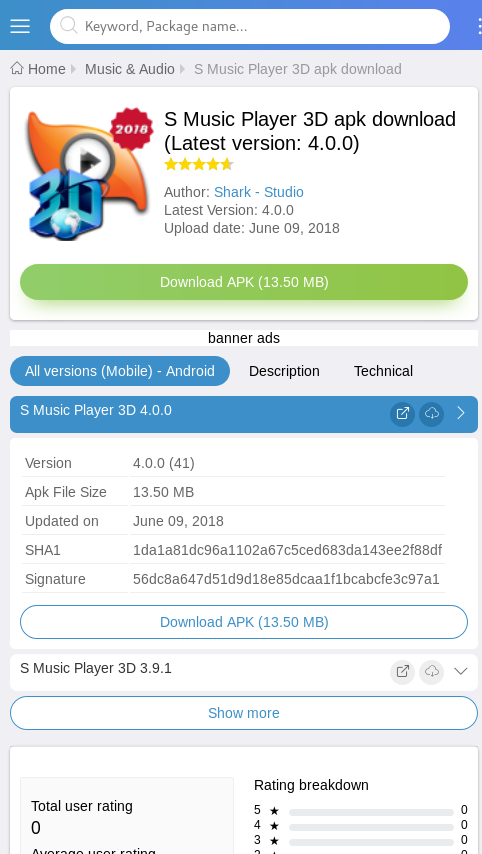 Keyword, Package name...
Home Music & Audio S Music Player 3D apk download
2018
3D
S Music Player 3D apk download
(Latest version: 4.0.0)
Author: Shark - Studio
Latest Version: 4.0.0
Upload date: June 09, 2018
Download APK (13.50 MB)
banner ads
All versions (Mobile) - Android Description Technical
S Music Player 3D 4.0.0
Version 4.0.0 (41)
Apk File Size 13.50 MB
Updated on June 09, 2018
SHA1 1da1a81dc96a1102a67c5ced683da143ee2f88df
Signature 56dc8a647d51d9d18e85dcaa1f1bcabcfe3c97a1
Download APK (13.50 MB)
S Music Player 3D 3.9.1
Show more
Total user rating
0
Average user rating
Rating breakdown
5 ★ 0
4 ★ 0
3 ★ 0